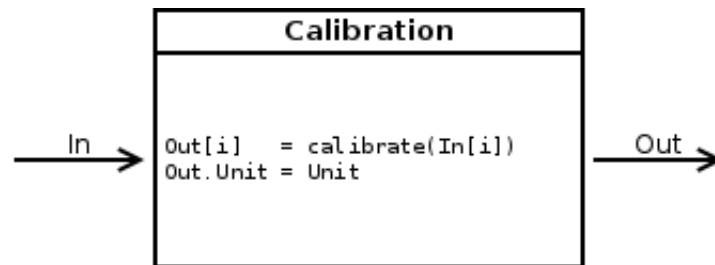 Calibration
In
Out[i]   = calibrate(In[i])
Out.Unit = Unit
Out